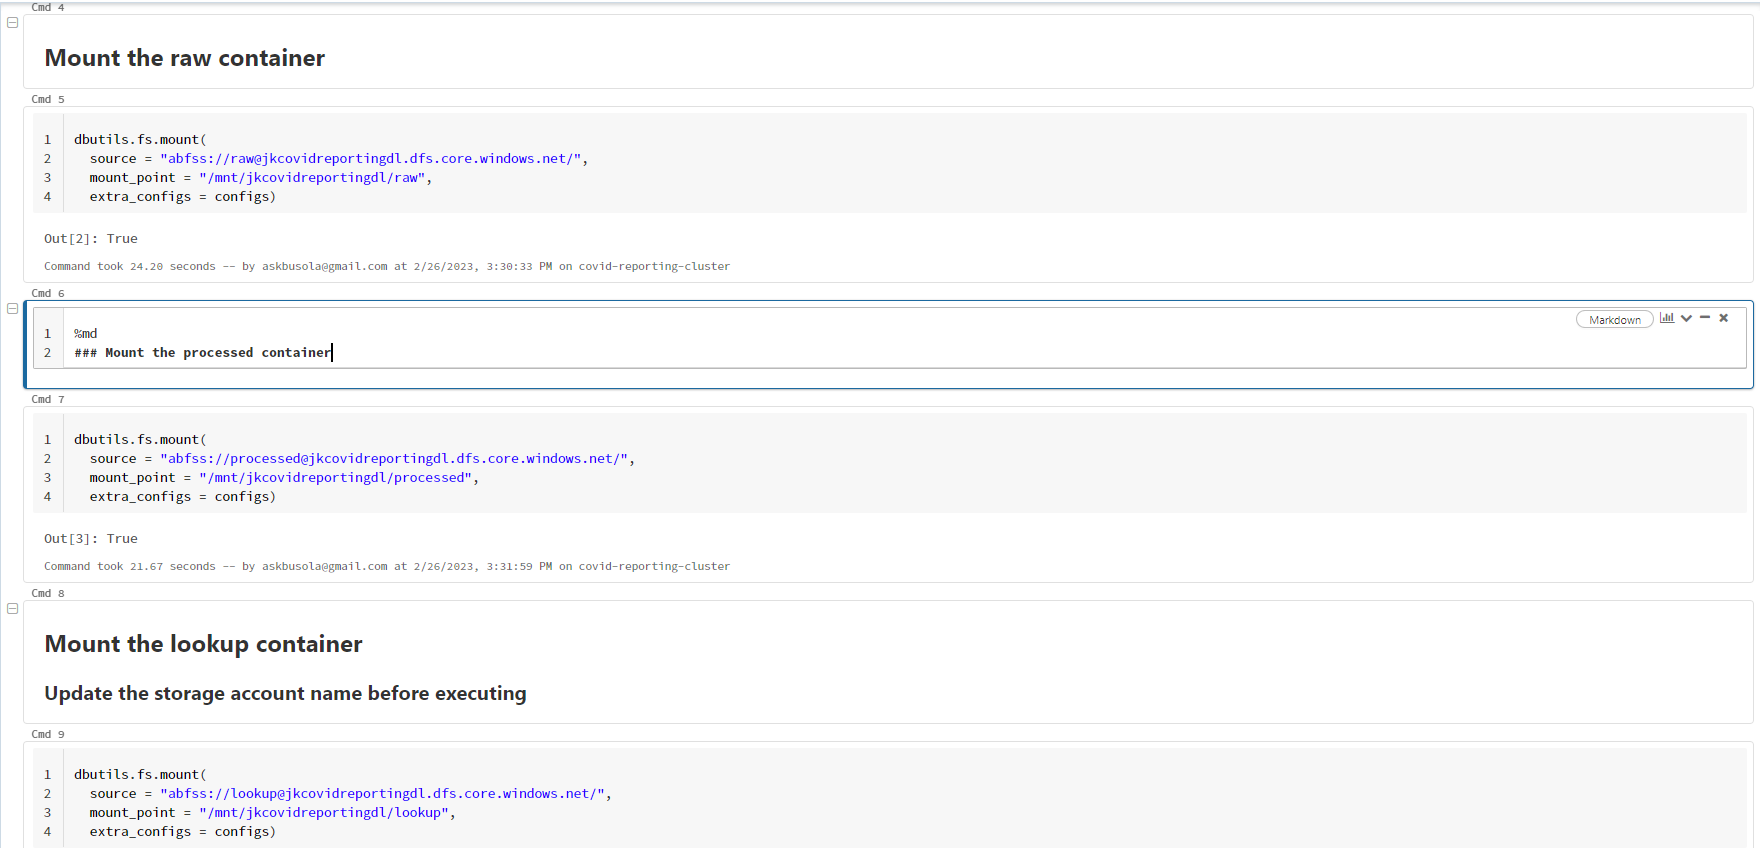 Cmd 4
Mount the raw container
Cmd 5
1 dbutils.fs.mount(
2   source = "abfss://raw@jkcovidreportingdl.dfs.core.windows.net/",
3   mount_point = "/mnt/jkcovidreportingdl/raw",
4   extra_configs = configs)
Out[2]: True
Command took 24.20 seconds -- by askbusola@gmail.com at 2/26/2023, 3:30:33 PM on covid-reporting-cluster
Cmd 6
Markdown
1 %md
2 ### Mount the processed container
Cmd 7
1 dbutils.fs.mount(
2   source = "abfss://processed@jkcovidreportingdl.dfs.core.windows.net/",
3   mount_point = "/mnt/jkcovidreportingdl/processed",
4   extra_configs = configs)
Out[3]: True
Command took 21.67 seconds -- by askbusola@gmail.com at 2/26/2023, 3:31:59 PM on covid-reporting-cluster
Cmd 8
Mount the lookup container
Update the storage account name before executing
Cmd 9
1 dbutils.fs.mount(
2   source = "abfss://lookup@jkcovidreportingdl.dfs.core.windows.net/",
3   mount_point = "/mnt/jkcovidreportingdl/lookup",
4   extra_configs = configs)